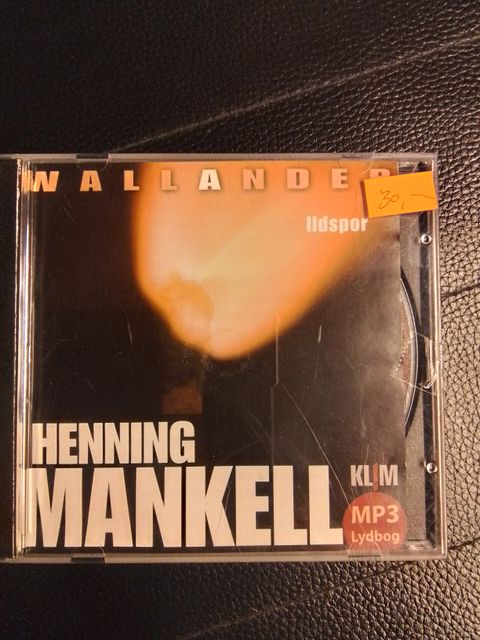 WALLANDER
30,-
Ildspor
HENNING
MANKELL
KLIM
MP3
Lydbog